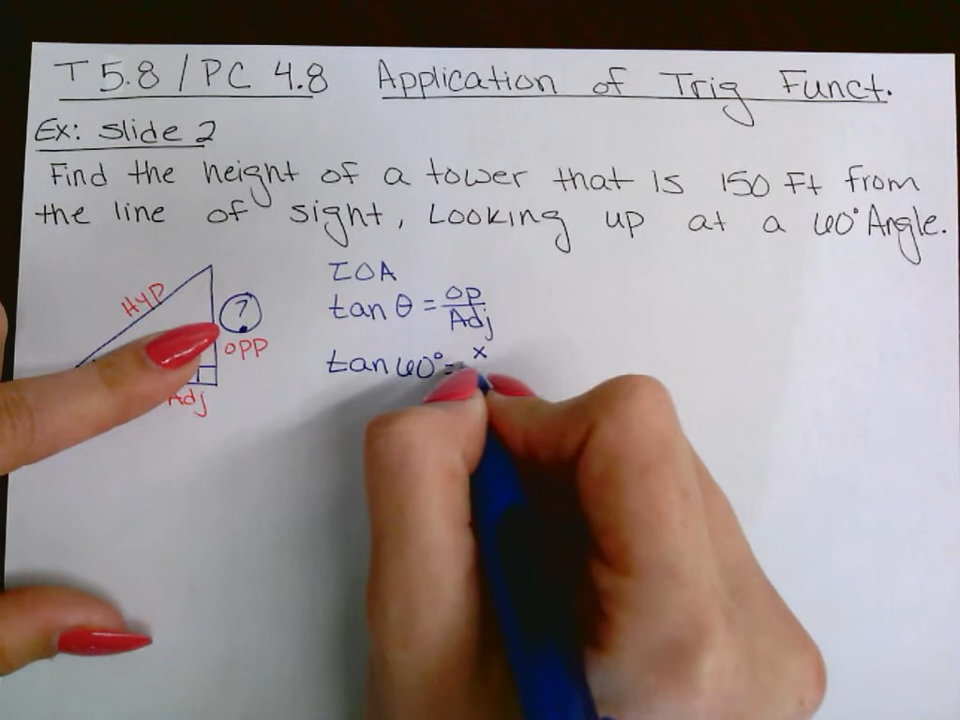 T 5.8 / PC 4.8 Application of Trig Funct.
Ex: Slide 2
Find the height of a tower that is 150 Ft from
the line of sight, Looking up at a 60° Angle.
HYP
?
OPP
Adj
TOA
tan θ = OP/Adj
tan 60° = x